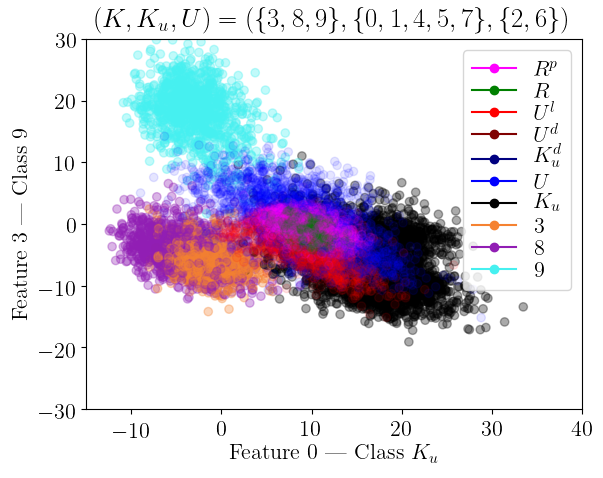 (K, K_u, U) = ({3, 8, 9}, {0, 1, 4, 5, 7}, {2, 6})
30
20
10
0
−10
−20
−30
Feature 3 — Class 9
−10 0 10 20 30 40
Feature 0 — Class K_u
R^p
R
U^l
U^d
K_u^d
U
K_u
3
8
9